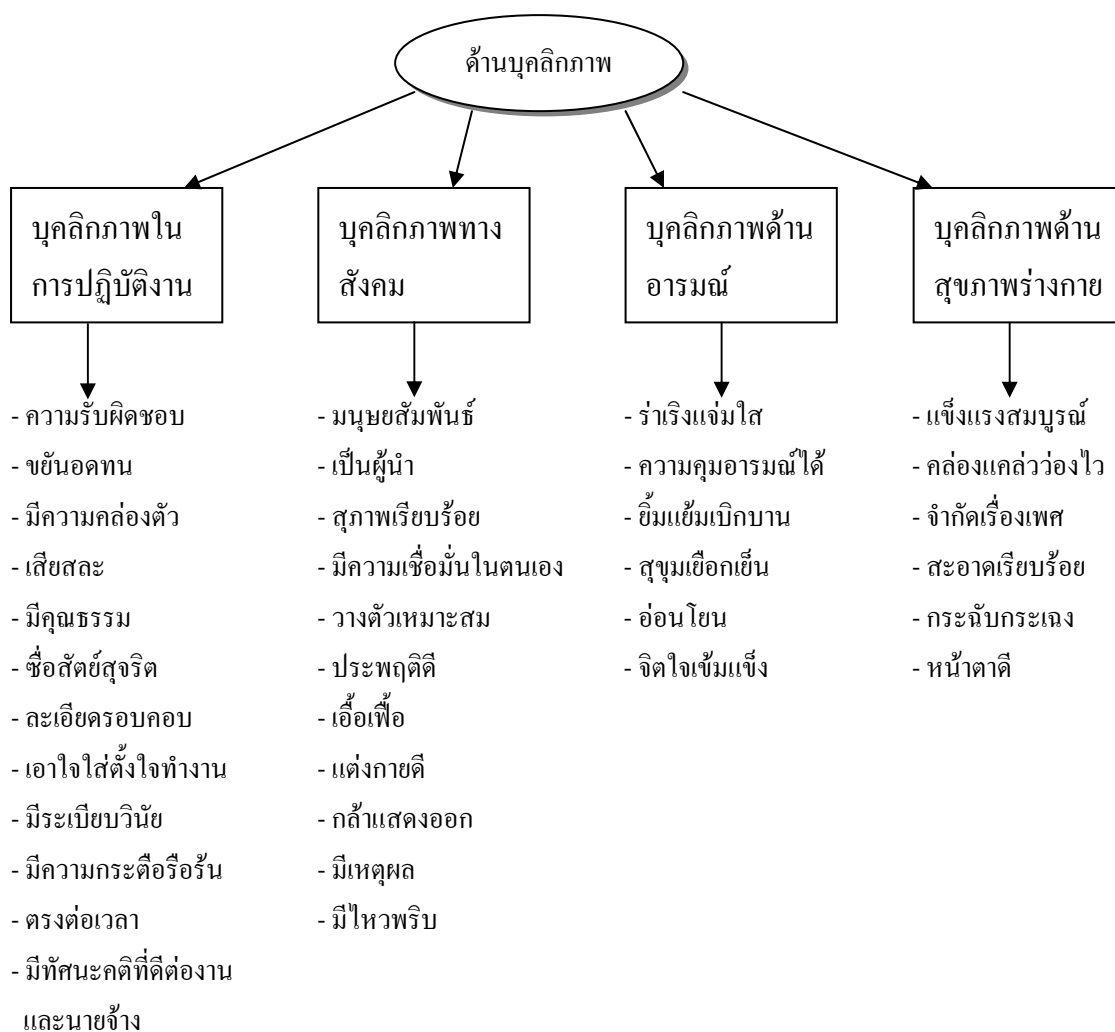 ด้านบุคลิกภาพ
บุคลิกภาพใน
การปฏิบัติงาน
- ความรับผิดชอบ
- ขยันอดทน
- มีความคล่องตัว
- เสียสละ
- มีคุณธรรม
- ซื่อสัตย์สุจริต
- ละเอียดรอบคอบ
- เอาใจใส่ตั้งใจทำงาน
- มีระเบียบวินัย
- มีความกระตือรือร้น
- ตรงต่อเวลา
- มีทัศนะคติที่ดีต่องาน
และนายจ้าง
บุคลิกภาพทาง
สังคม
- มนุษยสัมพันธ์
- เป็นผู้นำ
- สุภาพเรียบร้อย
- มีความเชื่อมั่นในตนเอง
- วางตัวเหมาะสม
- ประพฤติดี
- เอื้อเฟื้อ
- แต่งกายดี
- กล้าแสดงออก
- มีเหตุผล
- มีไหวพริบ
บุคลิกภาพด้าน
อารมณ์
- ร่าเริงแจ่มใส
- ความคุมอารมณ์ได้
- ยิ้มแย้มเบิกบาน
- สุขุมเยือกเย็น
- อ่อนโยน
- จิตใจเข้มแข็ง
บุคลิกภาพด้าน
สุขภาพร่างกาย
- แข็งแรงสมบูรณ์
- คล่องแคล่วว่องไว
- จำกัดเรื่องเพศ
- สะอาดเรียบร้อย
- กระฉับกระเฉง
- หน้าตาดี